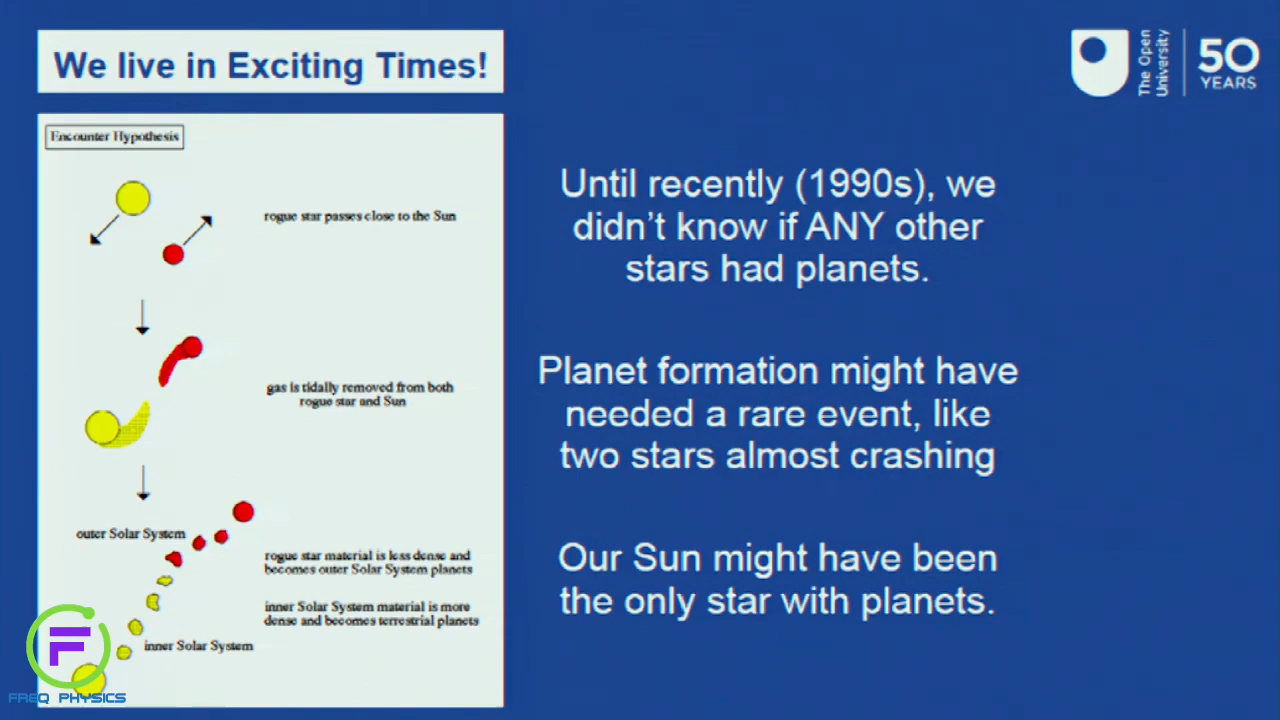 We live in Exciting Times!
The Open
University
50
YEARS
Encounter Hypothesis
rogue star passes close to the Sun
gas is tidally removed from both
rogue star and Sun
outer Solar System
rogue star material is less dense and
becomes outer Solar System planets
inner Solar System material is more
dense and becomes terrestrial planets
inner Solar System
Until recently (1990s), we
didn't know if ANY other
stars had planets.
Planet formation might have
needed a rare event, like
two stars almost crashing
Our Sun might have been
the only star with planets.
F
FREQ PHYSICS